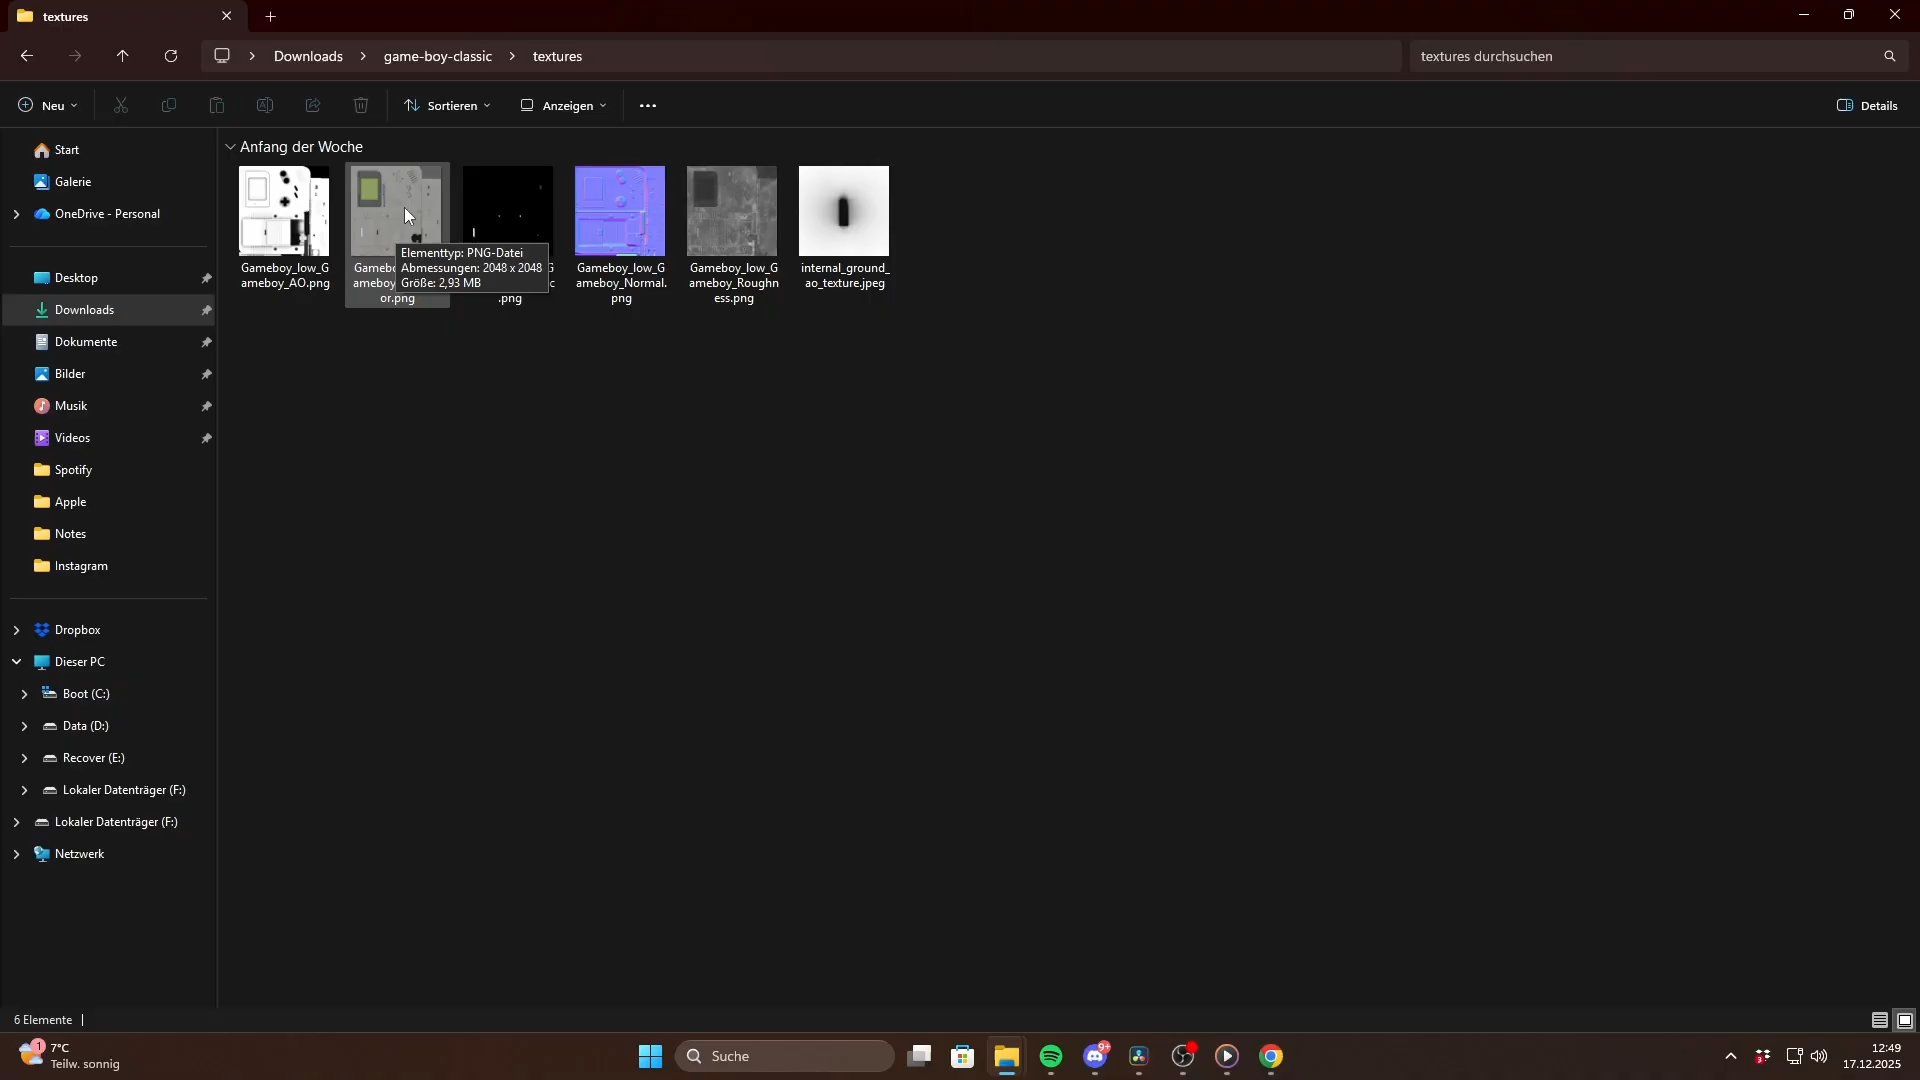 textures
Downloads
game-boy-classic
textures
textures durchsuchen
Neu
Sortieren
Anzeigen
Details
Start
Galerie
OneDrive - Personal
Desktop
Downloads
Dokumente
Bilder
Musik
Videos
Spotify
Apple
Notes
Instagram
Dropbox
Dieser PC
Boot (C:)
Data (D:)
Recover (E:)
Lokaler Datenträger (F:)
Lokaler Datenträger (F:)
Netzwerk
Anfang der Woche
Gameboy_low_G
ameboy_AO.png
or.png
Elementtyp: PNG-Datei
Abmessungen: 2048 x 2048
Größe: 2,93 MB
.png
Gameboy_low_G
ameboy_Normal.
png
Gameboy_low_G
ameboy_Roughn
ess.png
internal_ground_
ao_texture.jpeg
6 Elemente
1
7°C
Teilw. sonnig
Suche
9+
3
12:49
17.12.2025